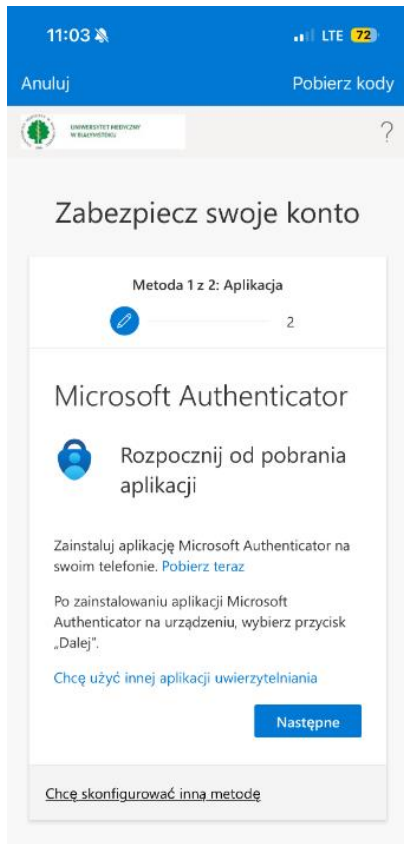 11:03 LTE 72
Anuluj Pobierz kody
UNIWERSYTET MEDYCZNY
W BIAŁYMSTOKU
?
Zabezpiecz swoje konto
Metoda 1 z 2: Aplikacja
2
Microsoft Authenticator
Rozpocznij od pobrania
aplikacji
Zainstaluj aplikację Microsoft Authenticator na
swoim telefonie. Pobierz teraz
Po zainstalowaniu aplikacji Microsoft
Authenticator na urządzeniu, wybierz przycisk
„Dalej”.
Chcę użyć innej aplikacji uwierzytelniania
Następne
Chcę skonfigurować inną metodę